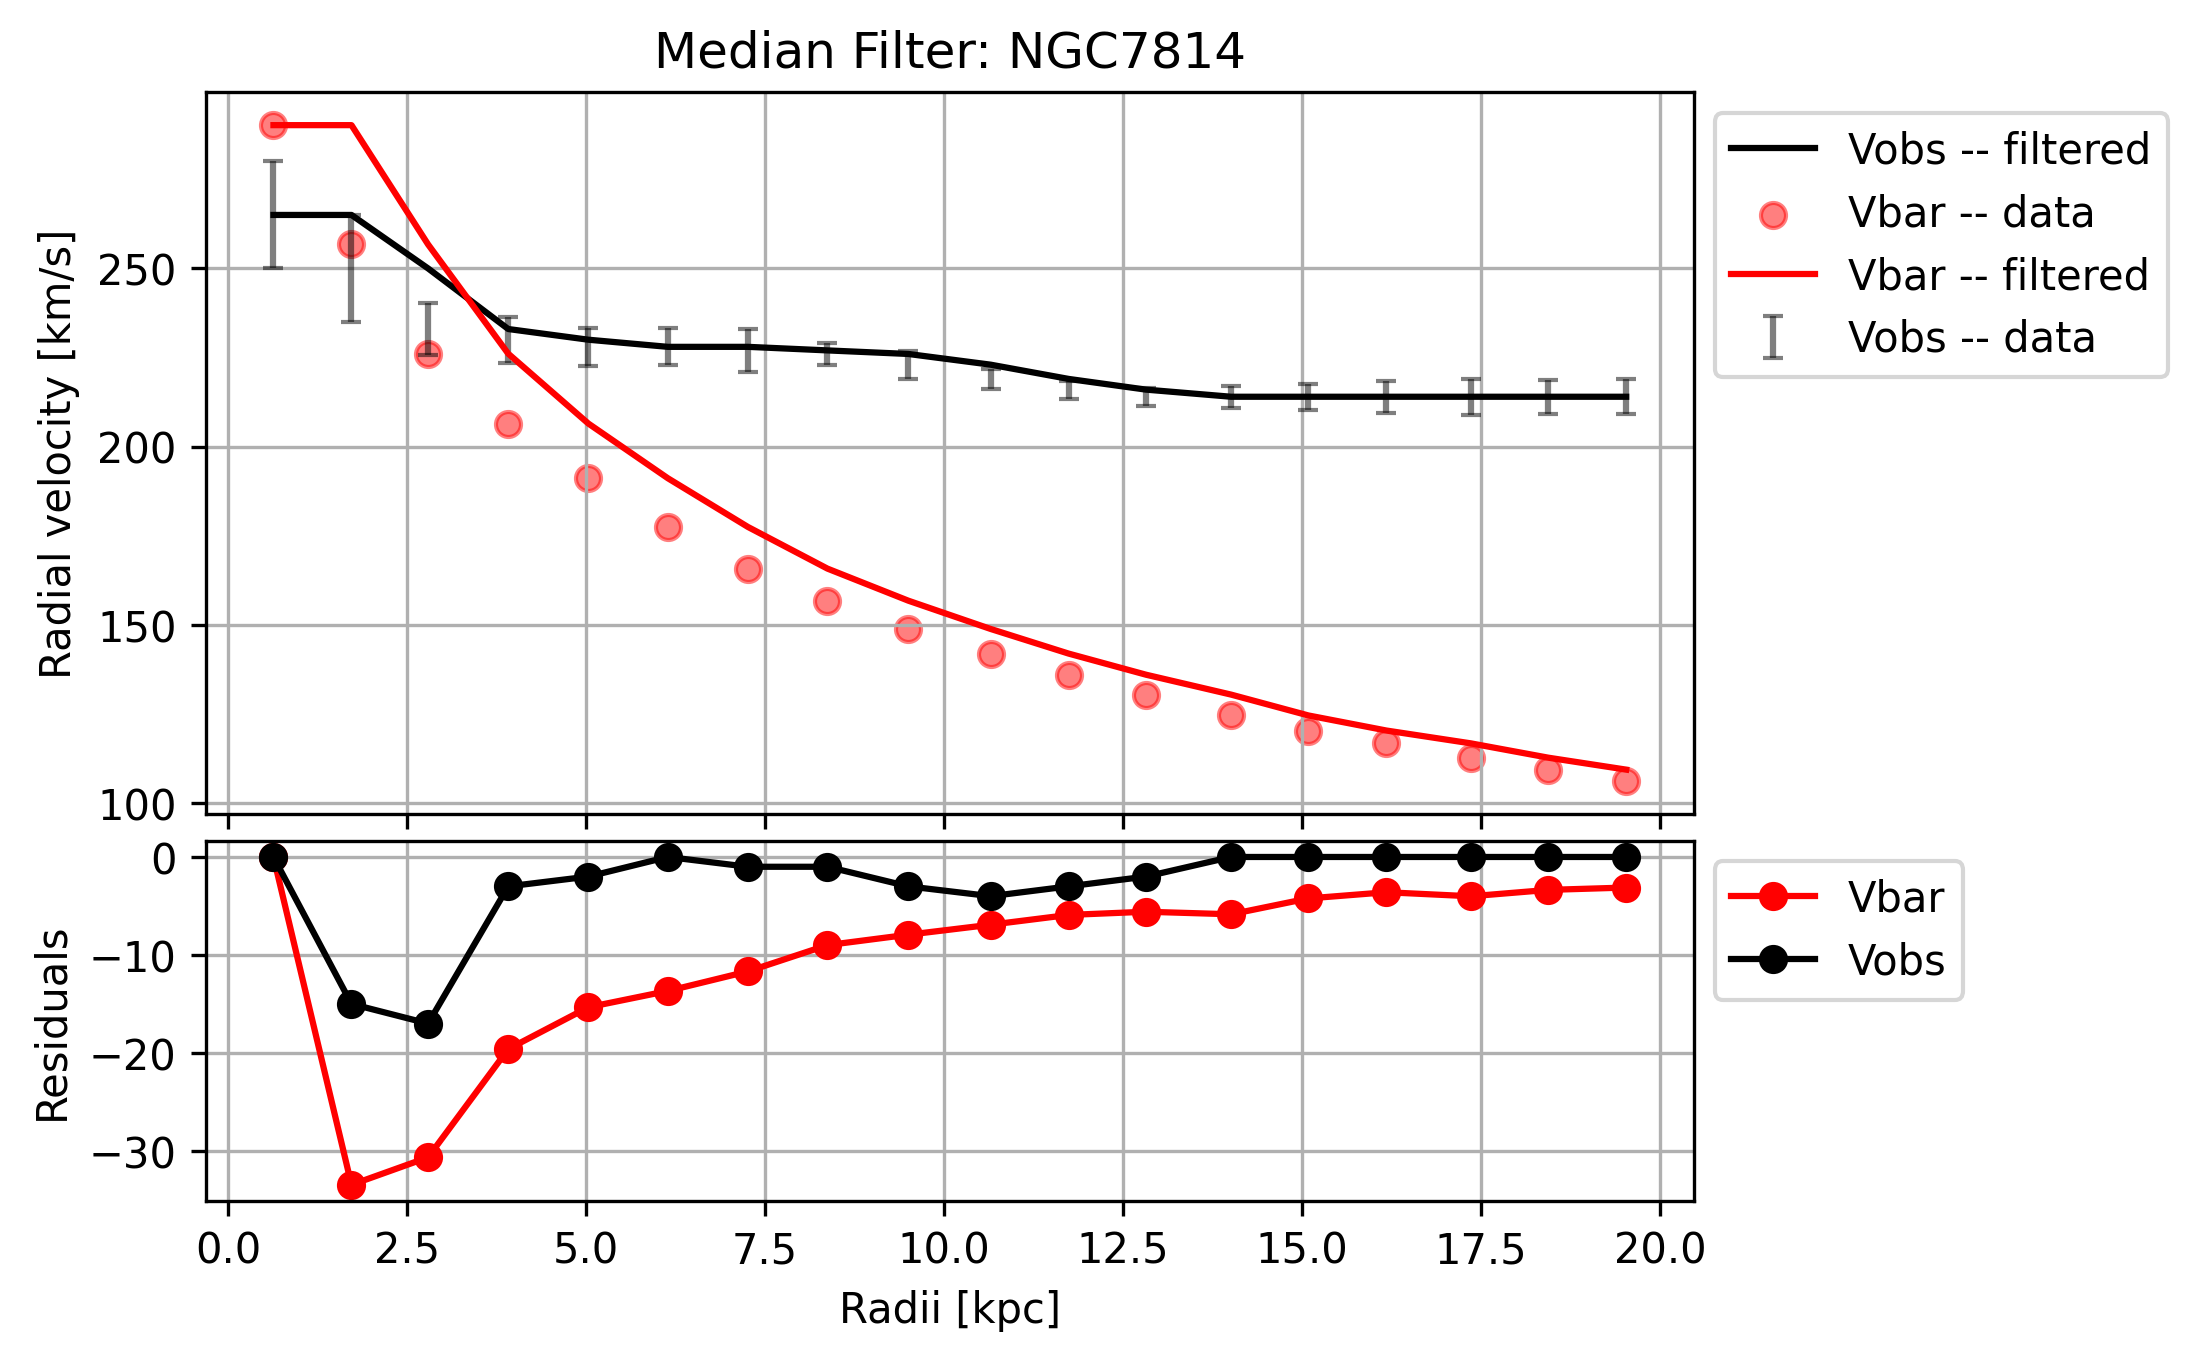 Median Filter: NGC7814
Radial velocity [km/s]
250
200
150
100
Vobs -- filtered
Vbar -- data
Vbar -- filtered
Vobs -- data
Residuals
0
−10
−20
−30
Vbar
Vobs
0.0 2.5 5.0 7.5 10.0 12.5 15.0 17.5 20.0
Radii [kpc]